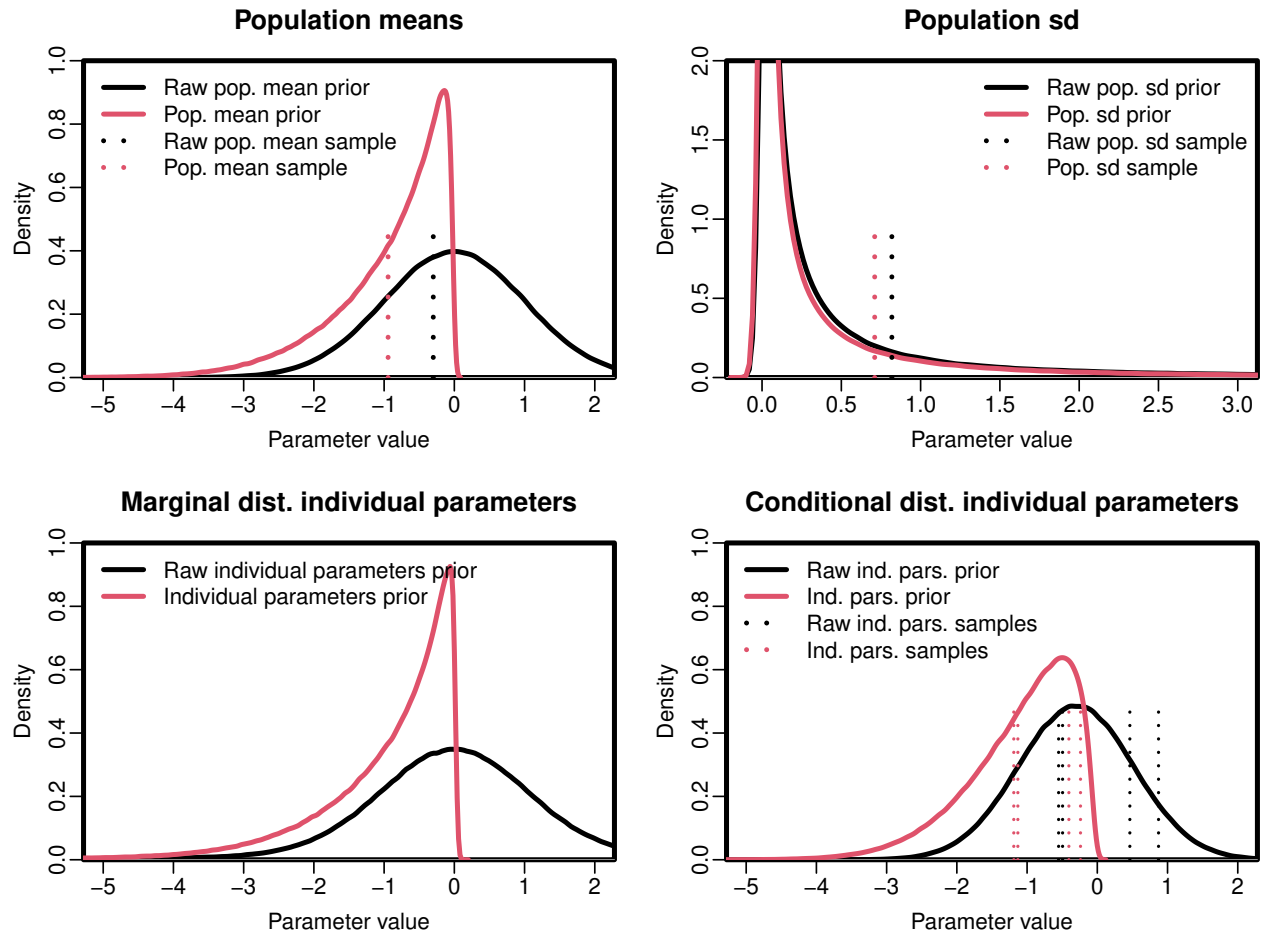 Population means
Density
0.0 0.2 0.4 0.6 0.8 1.0
Raw pop. mean prior
Pop. mean prior
Raw pop. mean sample
Pop. mean sample
−5 −4 −3 −2 −1 0 1 2
Parameter value
Population sd
Density
0.0 0.5 1.0 1.5 2.0
Raw pop. sd prior
Pop. sd prior
Raw pop. sd sample
Pop. sd sample
0.0 0.5 1.0 1.5 2.0 2.5 3.0
Parameter value
Marginal dist. individual parameters
Density
0.0 0.2 0.4 0.6 0.8 1.0
Raw individual parameters prior
Individual parameters prior
−5 −4 −3 −2 −1 0 1 2
Parameter value
Conditional dist. individual parameters
Density
0.0 0.2 0.4 0.6 0.8 1.0
Raw ind. pars. prior
Ind. pars. prior
Raw ind. pars. samples
Ind. pars. samples
−5 −4 −3 −2 −1 0 1 2
Parameter value